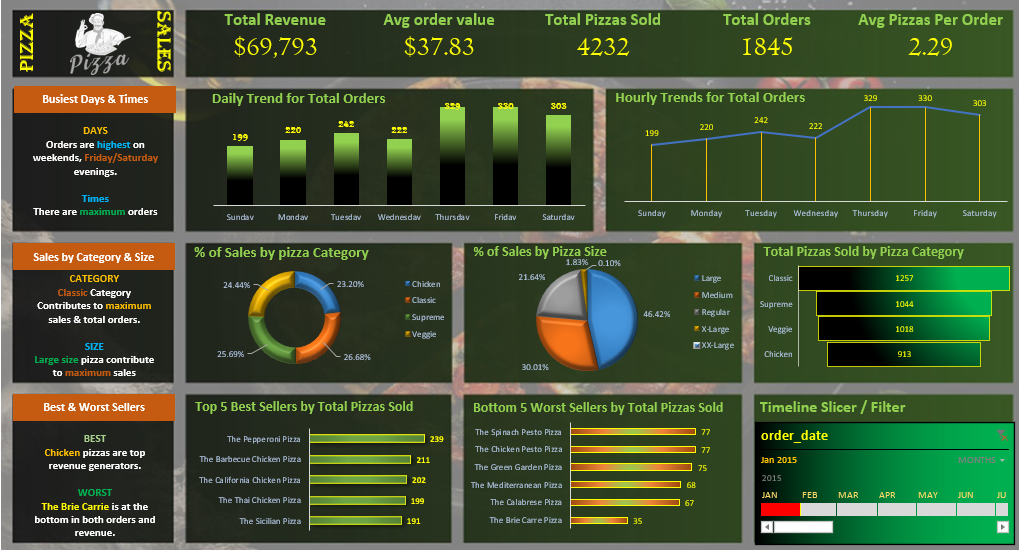 PIZZA
Pizza
SALES
Total Revenue
$69,793
Avg order value
$37.83
Total Pizzas Sold
4232
Total Orders
1845
Avg Pizzas Per Order
2.29
Busiest Days & Times
DAYS
Orders are highest on
weekends, Friday/Saturday
evenings.
Times
There are maximum orders
Daily Trend for Total Orders
199
220
242
222
329
330
303
Sunday
Monday
Tuesday
Wednesday
Thursday
Friday
Saturday
Hourly Trends for Total Orders
199
220
242
222
329
330
303
Sunday
Monday
Tuesday
Wednesday
Thursday
Friday
Saturday
Sales by Category & Size
CATEGORY
Classic Category
Contributes to maximum
sales & total orders.
SIZE
Large size pizza contribute
to maximum sales
% of Sales by pizza Category
24.44%
23.20%
25.69%
26.68%
Chicken
Classic
Supreme
Veggie
% of Sales by Pizza Size
1.83%
0.10%
21.64%
46.42%
30.01%
Large
Medium
Regular
X-Large
XX-Large
Total Pizzas Sold by Pizza Category
Classic
1257
Supreme
1044
Veggie
1018
Chicken
913
Best & Worst Sellers
BEST
Chicken pizzas are top
revenue generators.
WORST
The Brie Carrie is at the
bottom in both orders and
revenue.
Top 5 Best Sellers by Total Pizzas Sold
The Pepperoni Pizza
239
The Barbecue Chicken Pizza
211
The California Chicken Pizza
202
The Thai Chicken Pizza
199
The Sicilian Pizza
191
Bottom 5 Worst Sellers by Total Pizzas Sold
The Spinach Pesto Pizza
77
The Chicken Pesto Pizza
77
The Green Garden Pizza
75
The Mediterranean Pizza
68
The Calabrese Pizza
67
The Brie Carre Pizza
35
Timeline Slicer / Filter
order_date
Jan 2015
MONTHS
2015
JAN
FEB
MAR
APR
MAY
JUN
JU